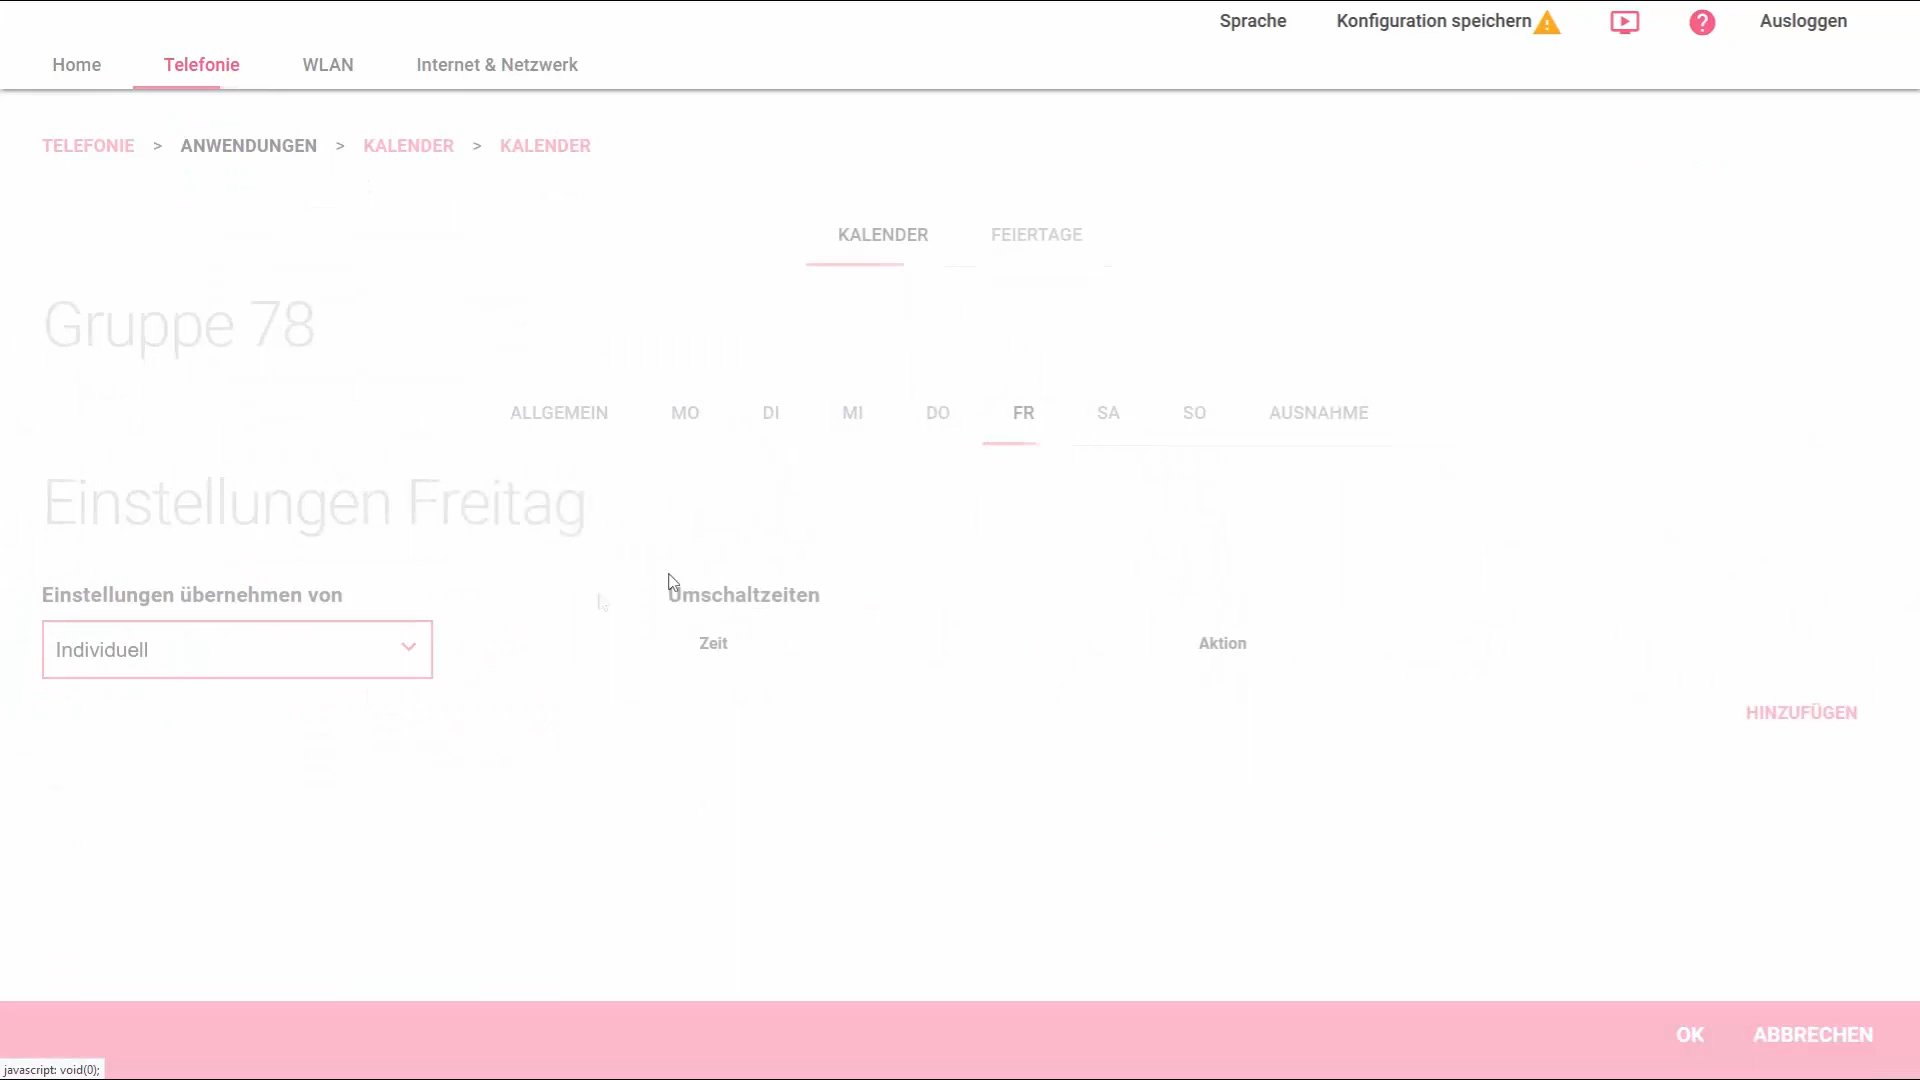 Sprache Konfiguration speichern Ausloggen
Home Telefonie WLAN Internet & Netzwerk
TELEFONIE > ANWENDUNGEN > KALENDER > KALENDER
KALENDER FEIERTAGE
Gruppe 78
ALLGEMEIN MO DI MI DO FR SA SO AUSNAHME
Einstellungen Freitag
Einstellungen übernehmen von
Umschaltzeiten
Individuell
Zeit Aktion
HINZUFÜGEN
OK ABBRECHEN
javascript: void(0);